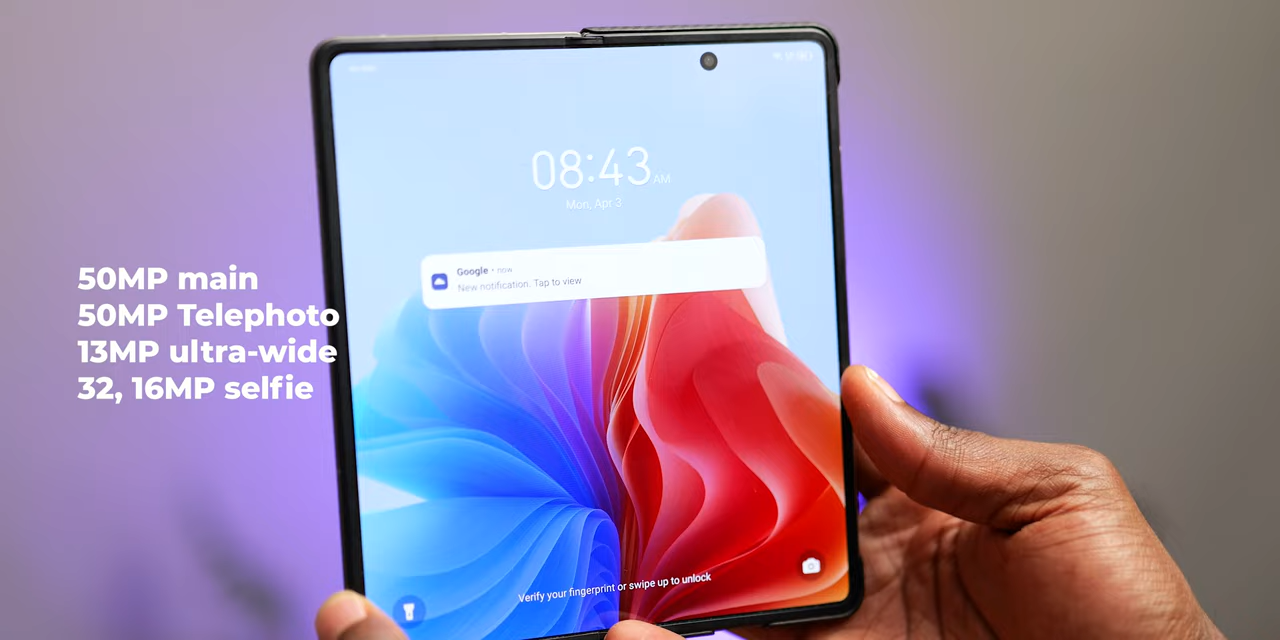 08:43 AM
Mon, Apr 3
Google • now
New notification. Tap to view
50MP main
50MP Telephoto
13MP ultra-wide
32, 16MP selfie
Verify your fingerprint or swipe up to unlock